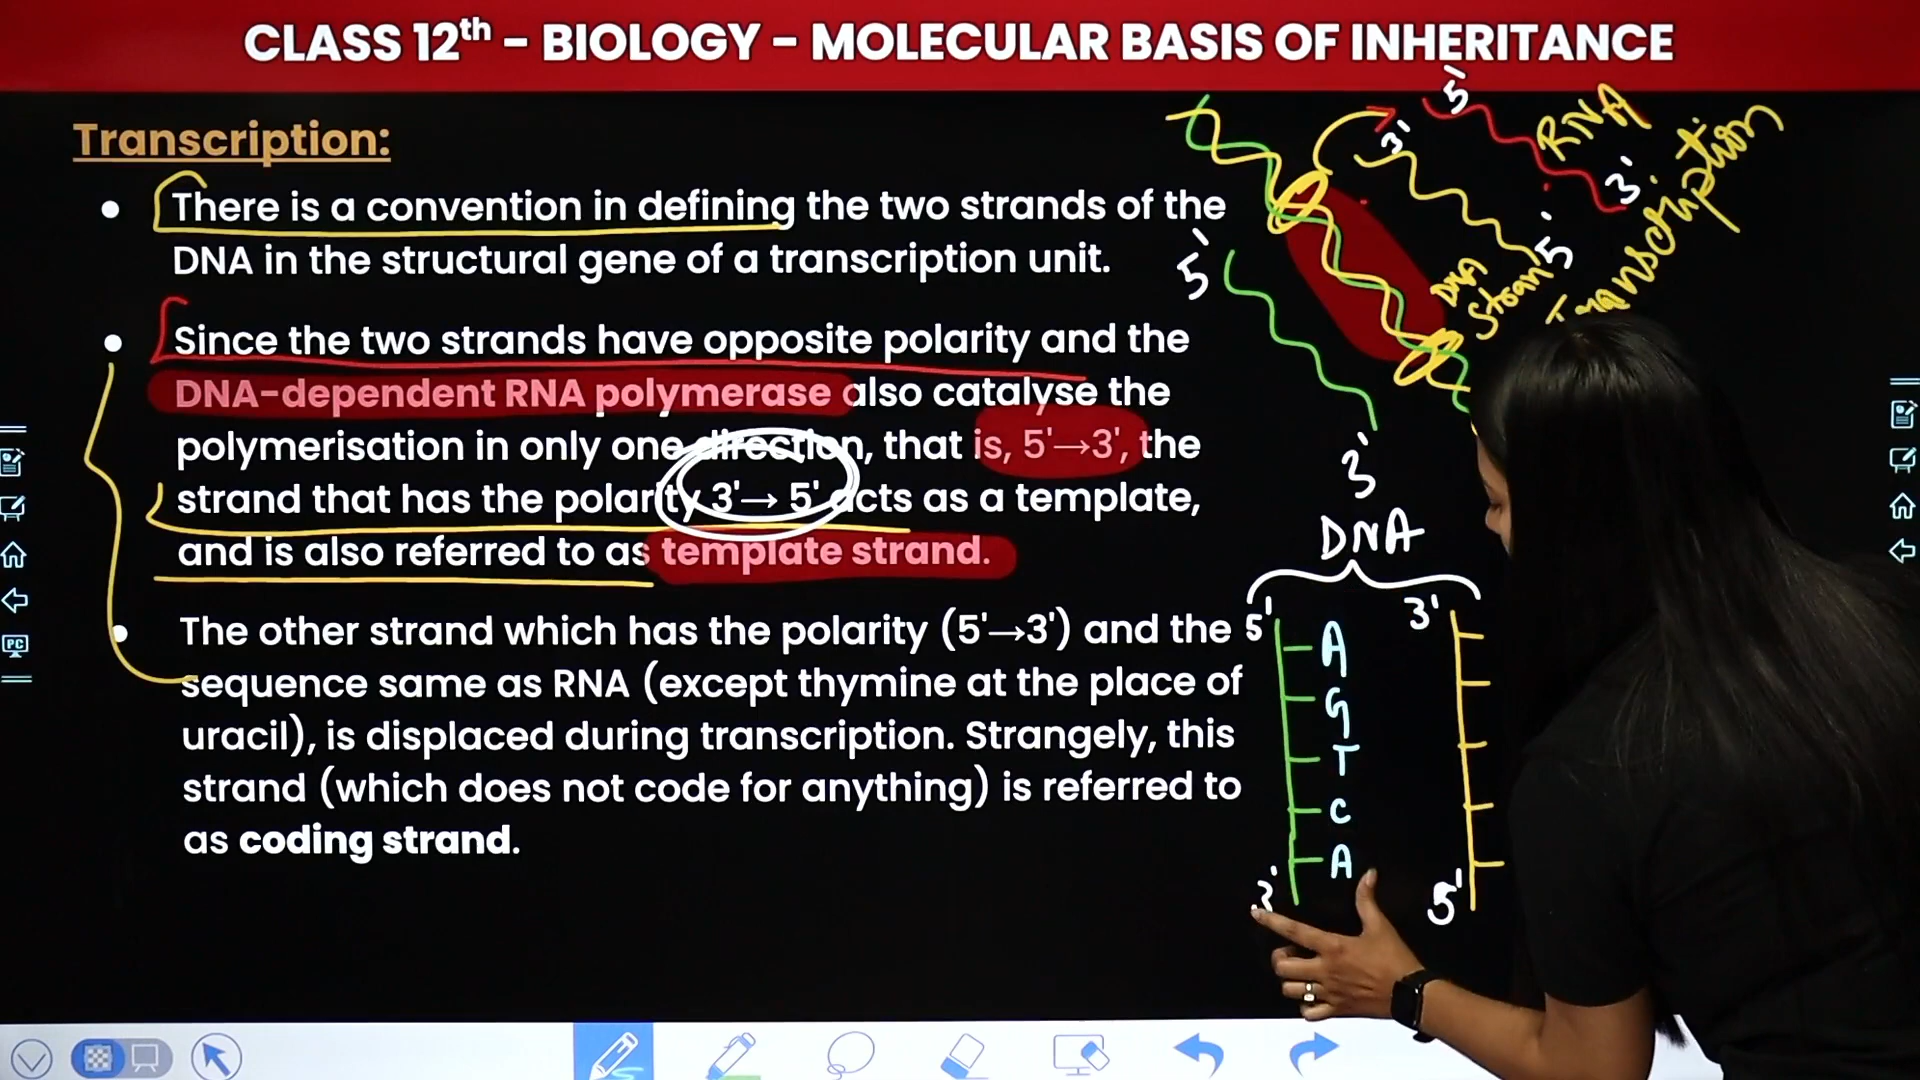 CLASS 12th - BIOLOGY - MOLECULAR BASIS OF INHERITANCE
Transcription:
• There is a convention in defining the two strands of the
DNA in the structural gene of a transcription unit.
• Since the two strands have opposite polarity and the
DNA-dependent RNA polymerase also catalyse the
polymerisation in only one direction, that is, 5'→3', the
strand that has the polarity 3'→ 5' acts as a template,
and is also referred to as template strand.
• The other strand which has the polarity (5'→3') and the
sequence same as RNA (except thymine at the place of
uracil), is displaced during transcription. Strangely, this
strand (which does not code for anything) is referred to
as coding strand.
5'
RNA
3'
3'
5'
DNA
Strand
Transcription
5'
3'
DNA
5' 3'
A
G
T
C
A
3' 5'
PC